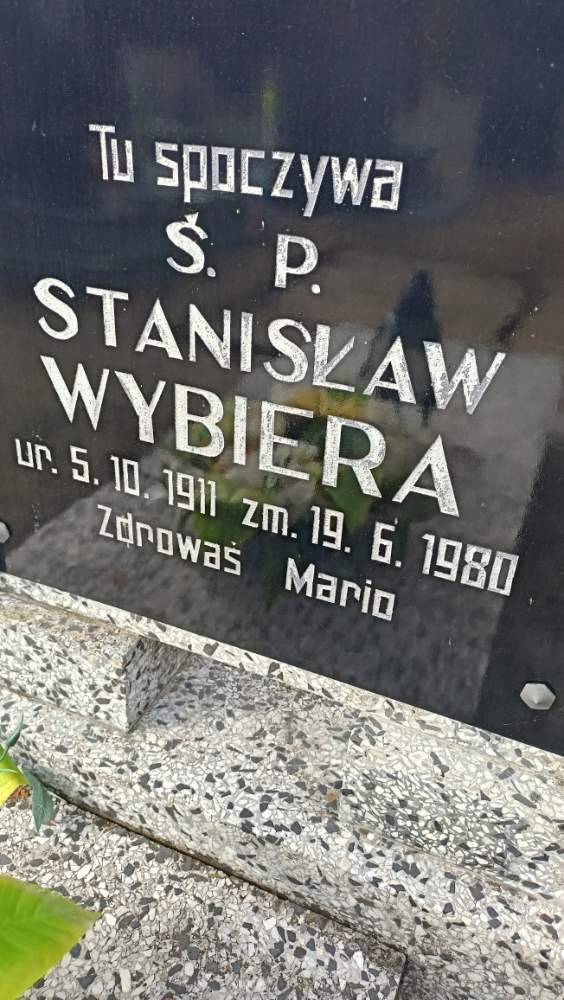 Tu spoczywa
Ś. P.
STANISŁAW
WYBIERA
ur. 5. 10. 1911 zm. 19. 6. 1980
Zdrowaś Mario